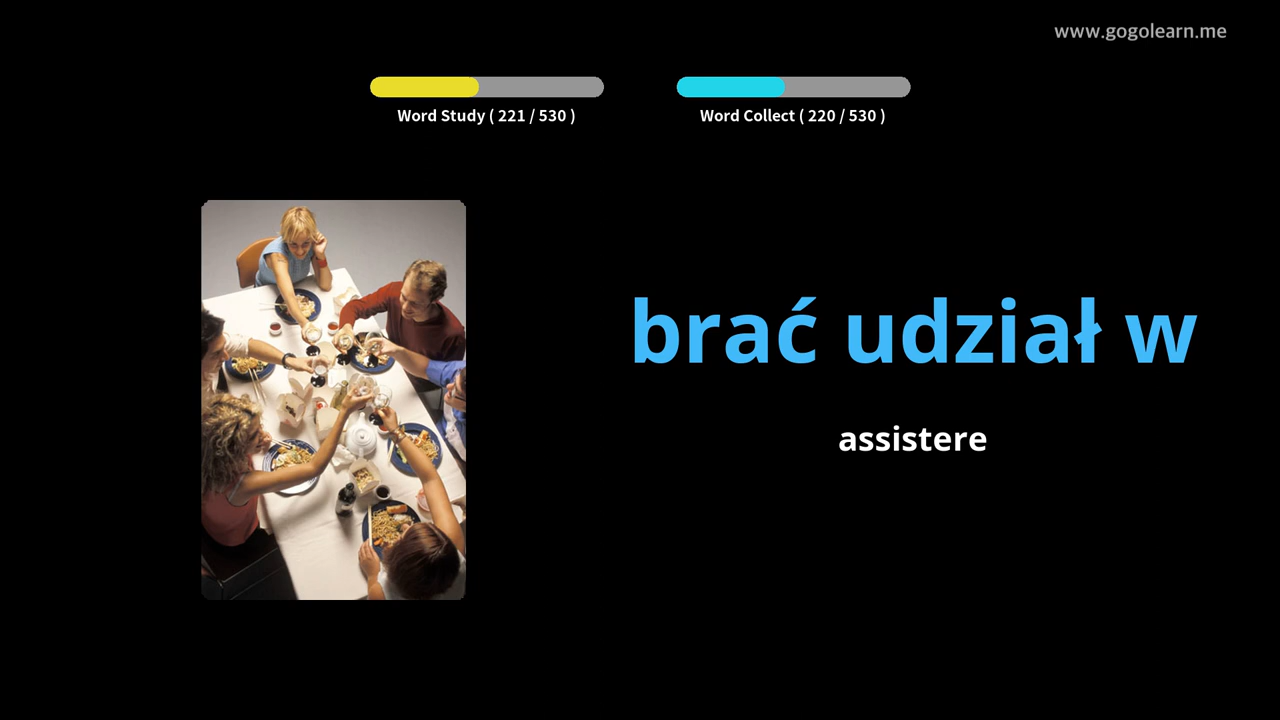 www.gogolearn.me
Word Study ( 221 / 530 )
Word Collect ( 220 / 530 )
brać udział w
assistere